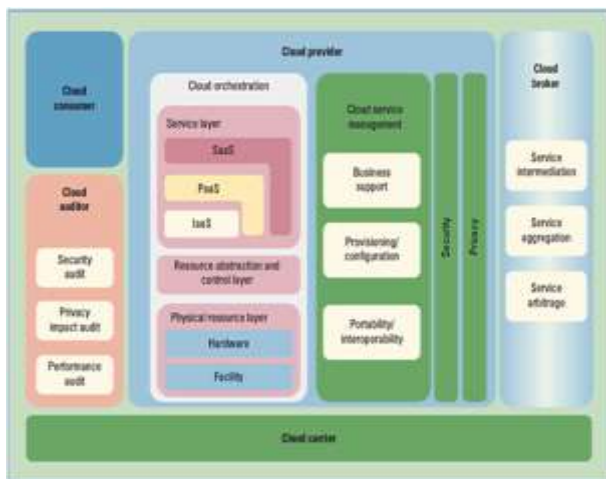 Cloud
consumer
Cloud
auditor
Security
audit
Privacy
impact audit
Performance
audit
Cloud provider
Cloud orchestration
Service layer
SaaS
PaaS
IaaS
Resource abstraction and
control layer
Physical resource layer
Hardware
Facility
Cloud service
management
Business
support
Provisioning/
configuration
Portability/
interoperability
Security
Privacy
Cloud
broker
Service
intermediation
Service
aggregation
Service
arbitrage
Cloud carrier